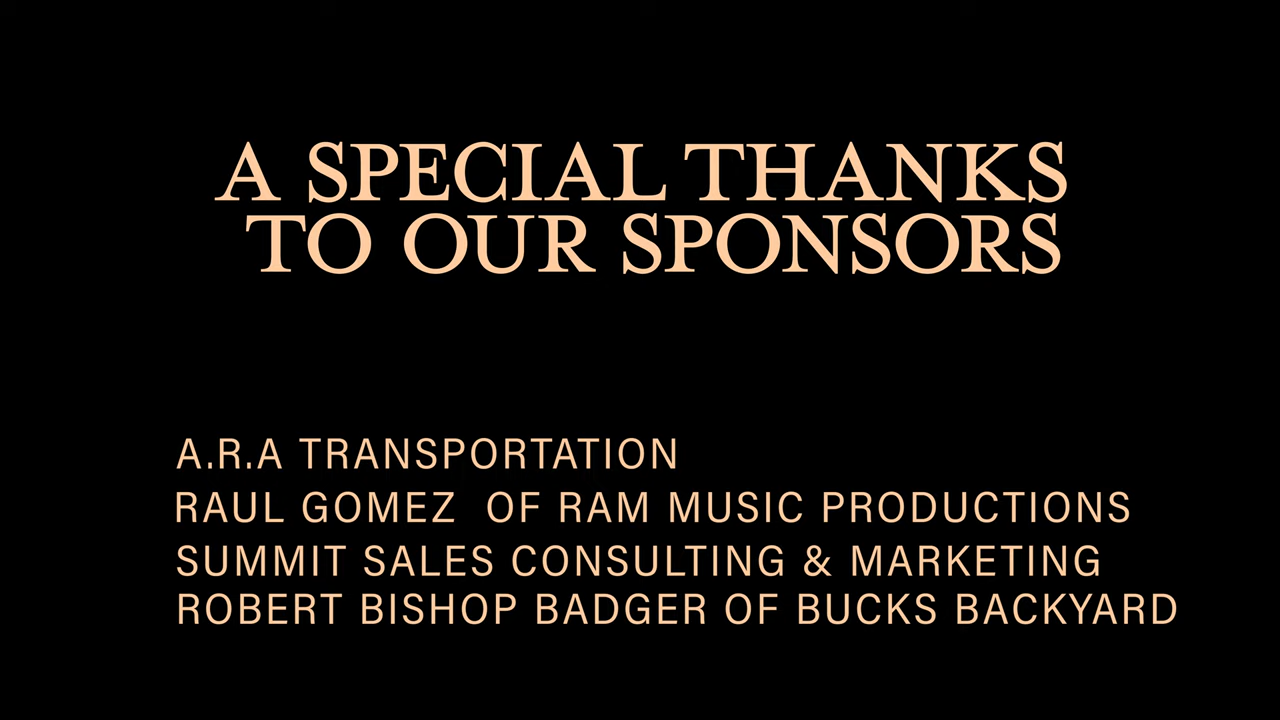 A SPECIAL THANKS
TO OUR SPONSORS
A.R.A TRANSPORTATION
RAUL GOMEZ  OF RAM MUSIC PRODUCTIONS
SUMMIT SALES CONSULTING & MARKETING
ROBERT BISHOP BADGER OF BUCKS BACKYARD